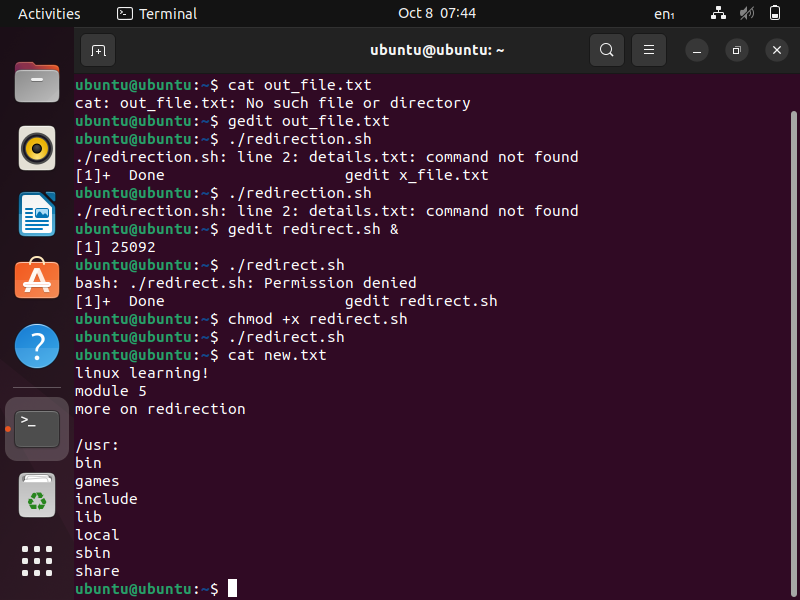 Activities
Terminal
Oct 8 07:44
en₁
ubuntu@ubuntu: ~
ubuntu@ubuntu:~$ cat out_file.txt
cat: out_file.txt: No such file or directory
ubuntu@ubuntu:~$ gedit out_file.txt
ubuntu@ubuntu:~$ ./redirection.sh
./redirection.sh: line 2: details.txt: command not found
[1]+  Done                    gedit x_file.txt
ubuntu@ubuntu:~$ ./redirection.sh
./redirection.sh: line 2: details.txt: command not found
ubuntu@ubuntu:~$ gedit redirect.sh &
[1] 25092
ubuntu@ubuntu:~$ ./redirect.sh
bash: ./redirect.sh: Permission denied
[1]+  Done                    gedit redirect.sh
ubuntu@ubuntu:~$ chmod +x redirect.sh
ubuntu@ubuntu:~$ ./redirect.sh
ubuntu@ubuntu:~$ cat new.txt
linux learning!
module 5
more on redirection

/usr:
bin
games
include
lib
local
sbin
share
ubuntu@ubuntu:~$